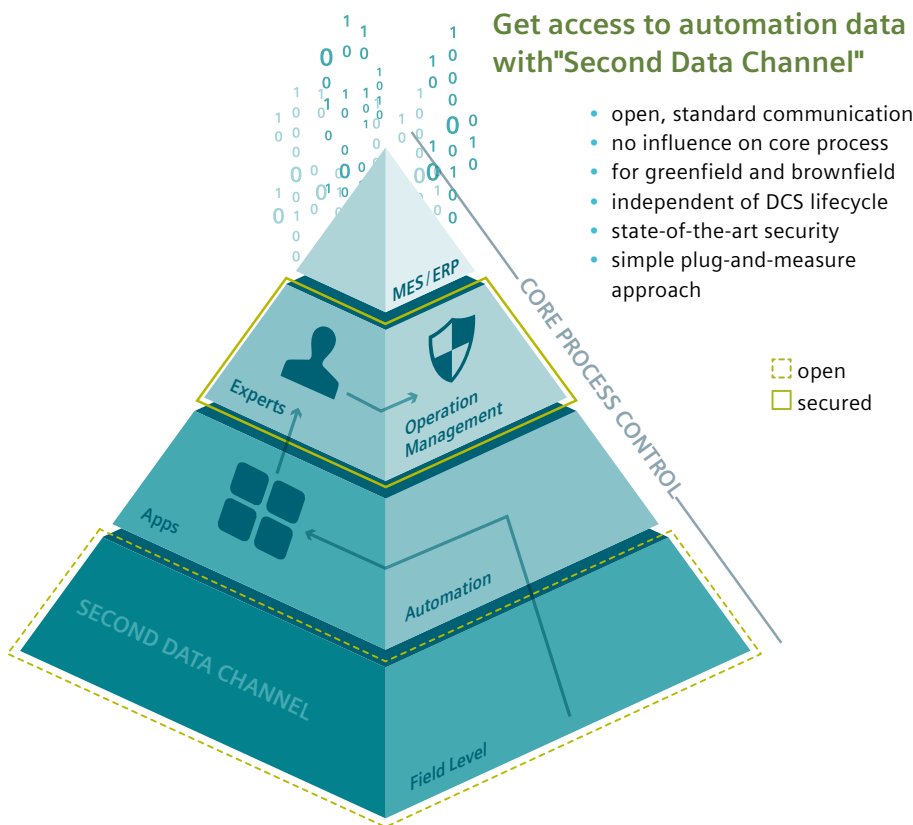 Get access to automation data
with"Second Data Channel"
• open, standard communication
• no influence on core process
• for greenfield and brownfield
• independent of DCS lifecycle
• state-of-the-art security
• simple plug-and-measure
approach
open
secured
CORE PROCESS CONTROL
MES / ERP
Experts
Operation
Management
Apps
Automation
SECOND DATA CHANNEL
Field Level